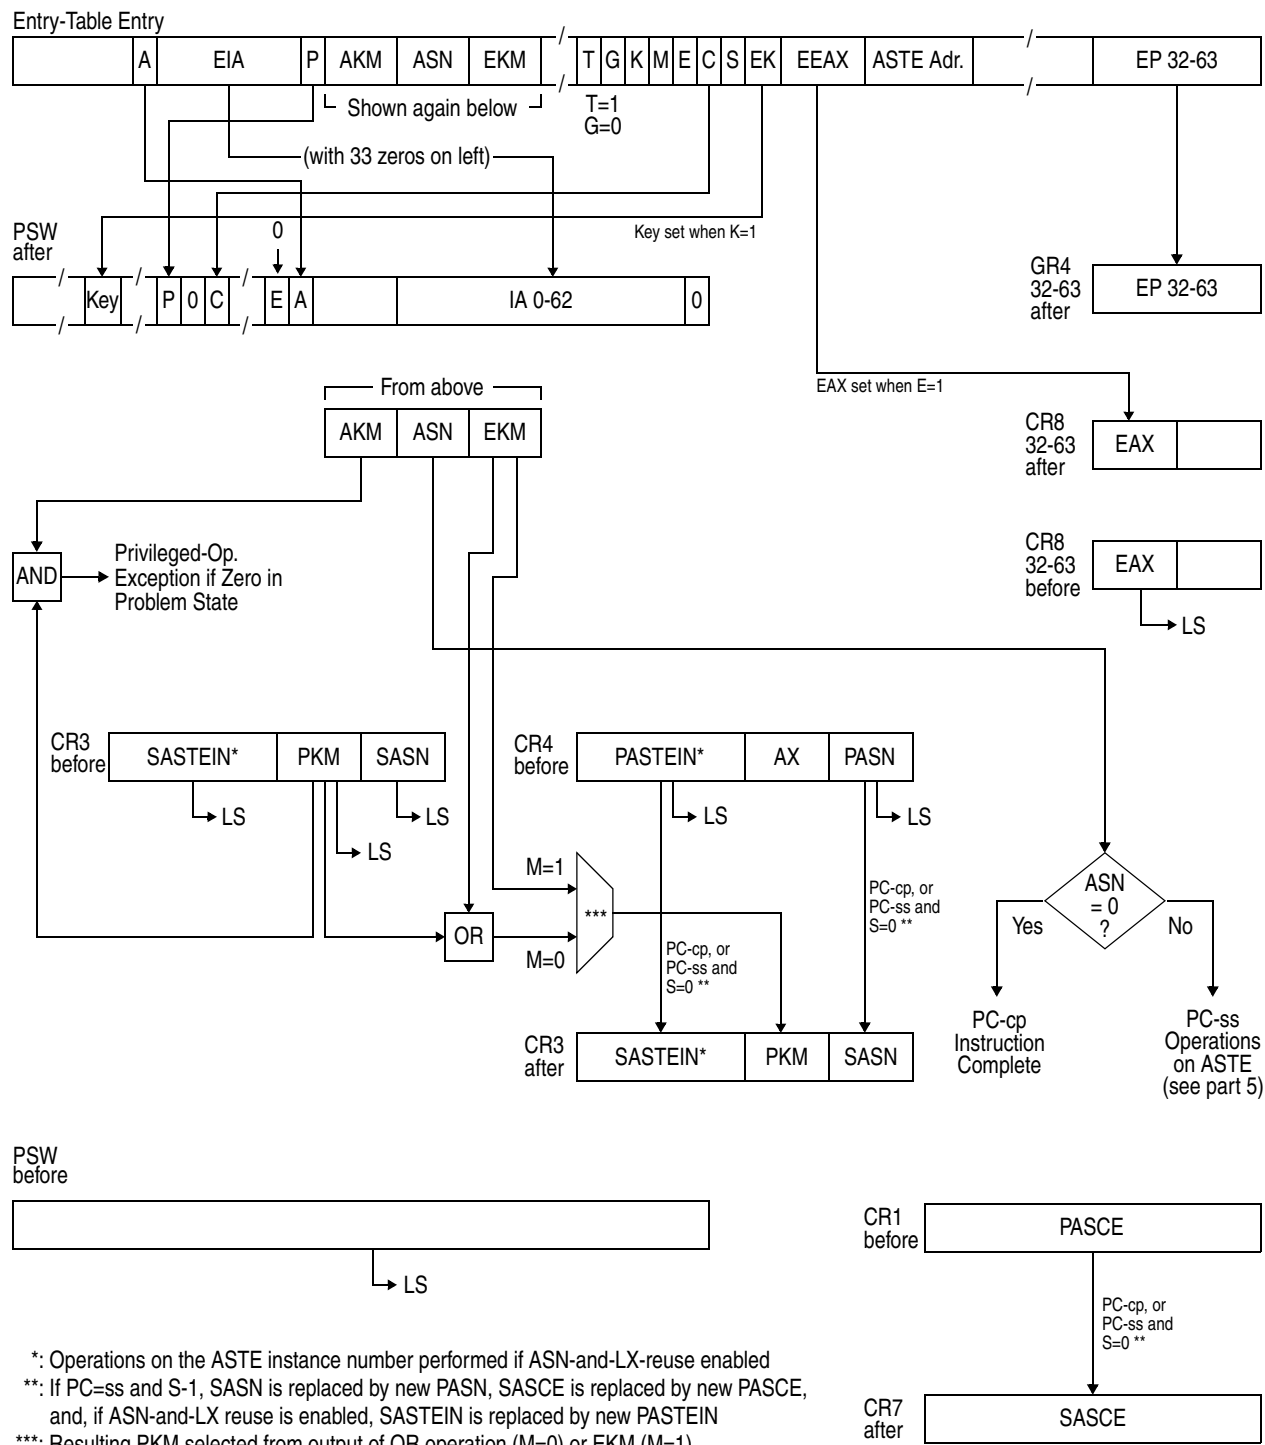 Entry-Table Entry
A EIA P AKM ASN EKM T G K M E C S EK EEAX ASTE Adr. EP 32-63
Shown again below
T=1
G=0
(with 33 zeros on left)
Key set when K=1
PSW
after
0
Key P 0 C E A IA 0-62 0
GR4
32-63
after
EP 32-63
EAX set when E=1
From above
AKM ASN EKM
CR8
32-63
after
EAX
AND
Privileged-Op.
Exception if Zero in
Problem State
CR8
32-63
before
EAX
LS
CR3
before
SASTEIN* PKM SASN
LS
LS
LS
CR4
before
PASTEIN* AX PASN
LS
LS
M=1
***
OR
M=0
PC-cp, or
PC-ss and
S=0 **
PC-cp, or
PC-ss and
S=0 **
ASN
= 0
?
Yes
No
PC-cp
Instruction
Complete
PC-ss
Operations
on ASTE
(see part 5)
CR3
after
SASTEIN* PKM SASN
PSW
before
LS
CR1
before
PASCE
PC-cp, or
PC-ss and
S=0 **
CR7
after
SASCE
*: Operations on the ASTE instance number performed if ASN-and-LX-reuse enabled
**: If PC=ss and S-1, SASN is replaced by new PASN, SASCE is replaced by new PASCE,
and, if ASN-and-LX reuse is enabled, SASTEIN is replaced by new PASTEIN
***: Resulting PKM selected from output of OR operation (M=0) or EKM (M=1)